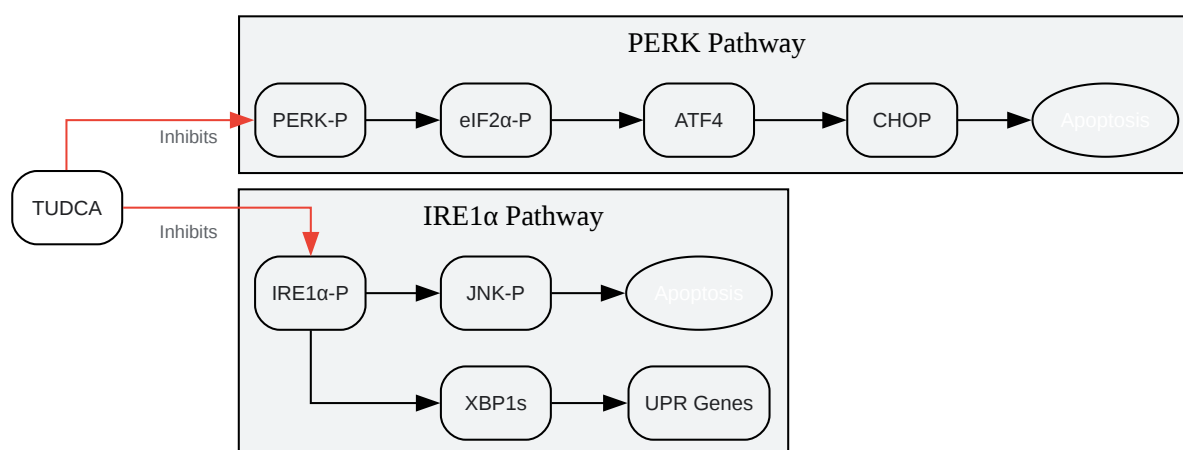 PERK Pathway
PERK-P
eIF2α-P
ATF4
CHOP
Apoptosis
Inhibits
TUDCA
Inhibits
IRE1α Pathway
IRE1α-P
JNK-P
Apoptosis
XBP1s
UPR Genes